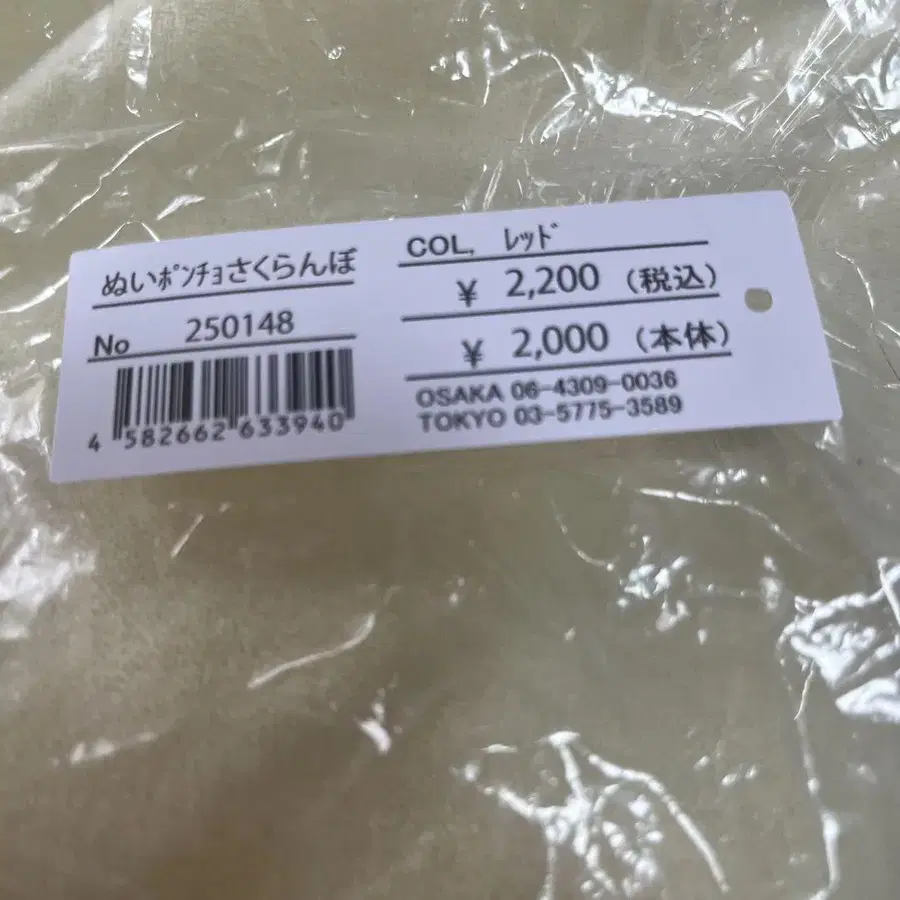 ぬいﾎﾟﾝﾁｮさくらんぼ
No 250148
4 582662 633940
COL, ﾚｯﾄﾞ
¥ 2,200 (税込)
¥ 2,000 (本体)
OSAKA 06-4309-0036
TOKYO 03-5775-3589